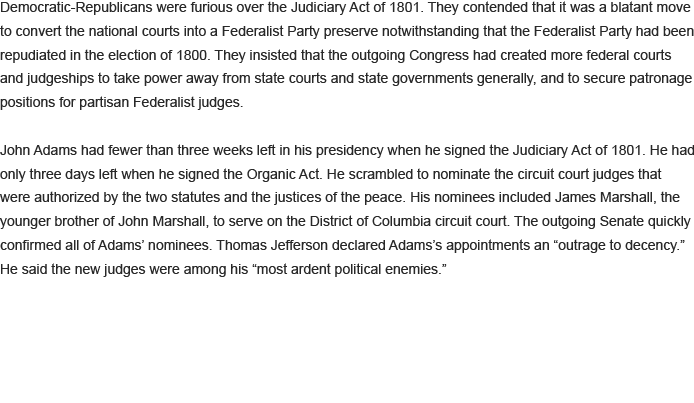 Democratic-Republicans were furious over the Judiciary Act of 1801. They contended that it was a blatant move
to convert the national courts into a Federalist Party preserve notwithstanding that the Federalist Party had been
repudiated in the election of 1800. They insisted that the outgoing Congress had created more federal courts
and judgeships to take power away from state courts and state governments generally, and to secure patronage
positions for partisan Federalist judges.
John Adams had fewer than three weeks left in his presidency when he signed the Judiciary Act of 1801. He had
only three days left when he signed the Organic Act. He scrambled to nominate the circuit court judges that
were authorized by the two statutes and the justices of the peace. His nominees included James Marshall, the
younger brother of John Marshall, to serve on the District of Columbia circuit court. The outgoing Senate quickly
confirmed all of Adams’ nominees. Thomas Jefferson declared Adams’s appointments an “outrage to decency.”
He said the new judges were among his “most ardent political enemies.”